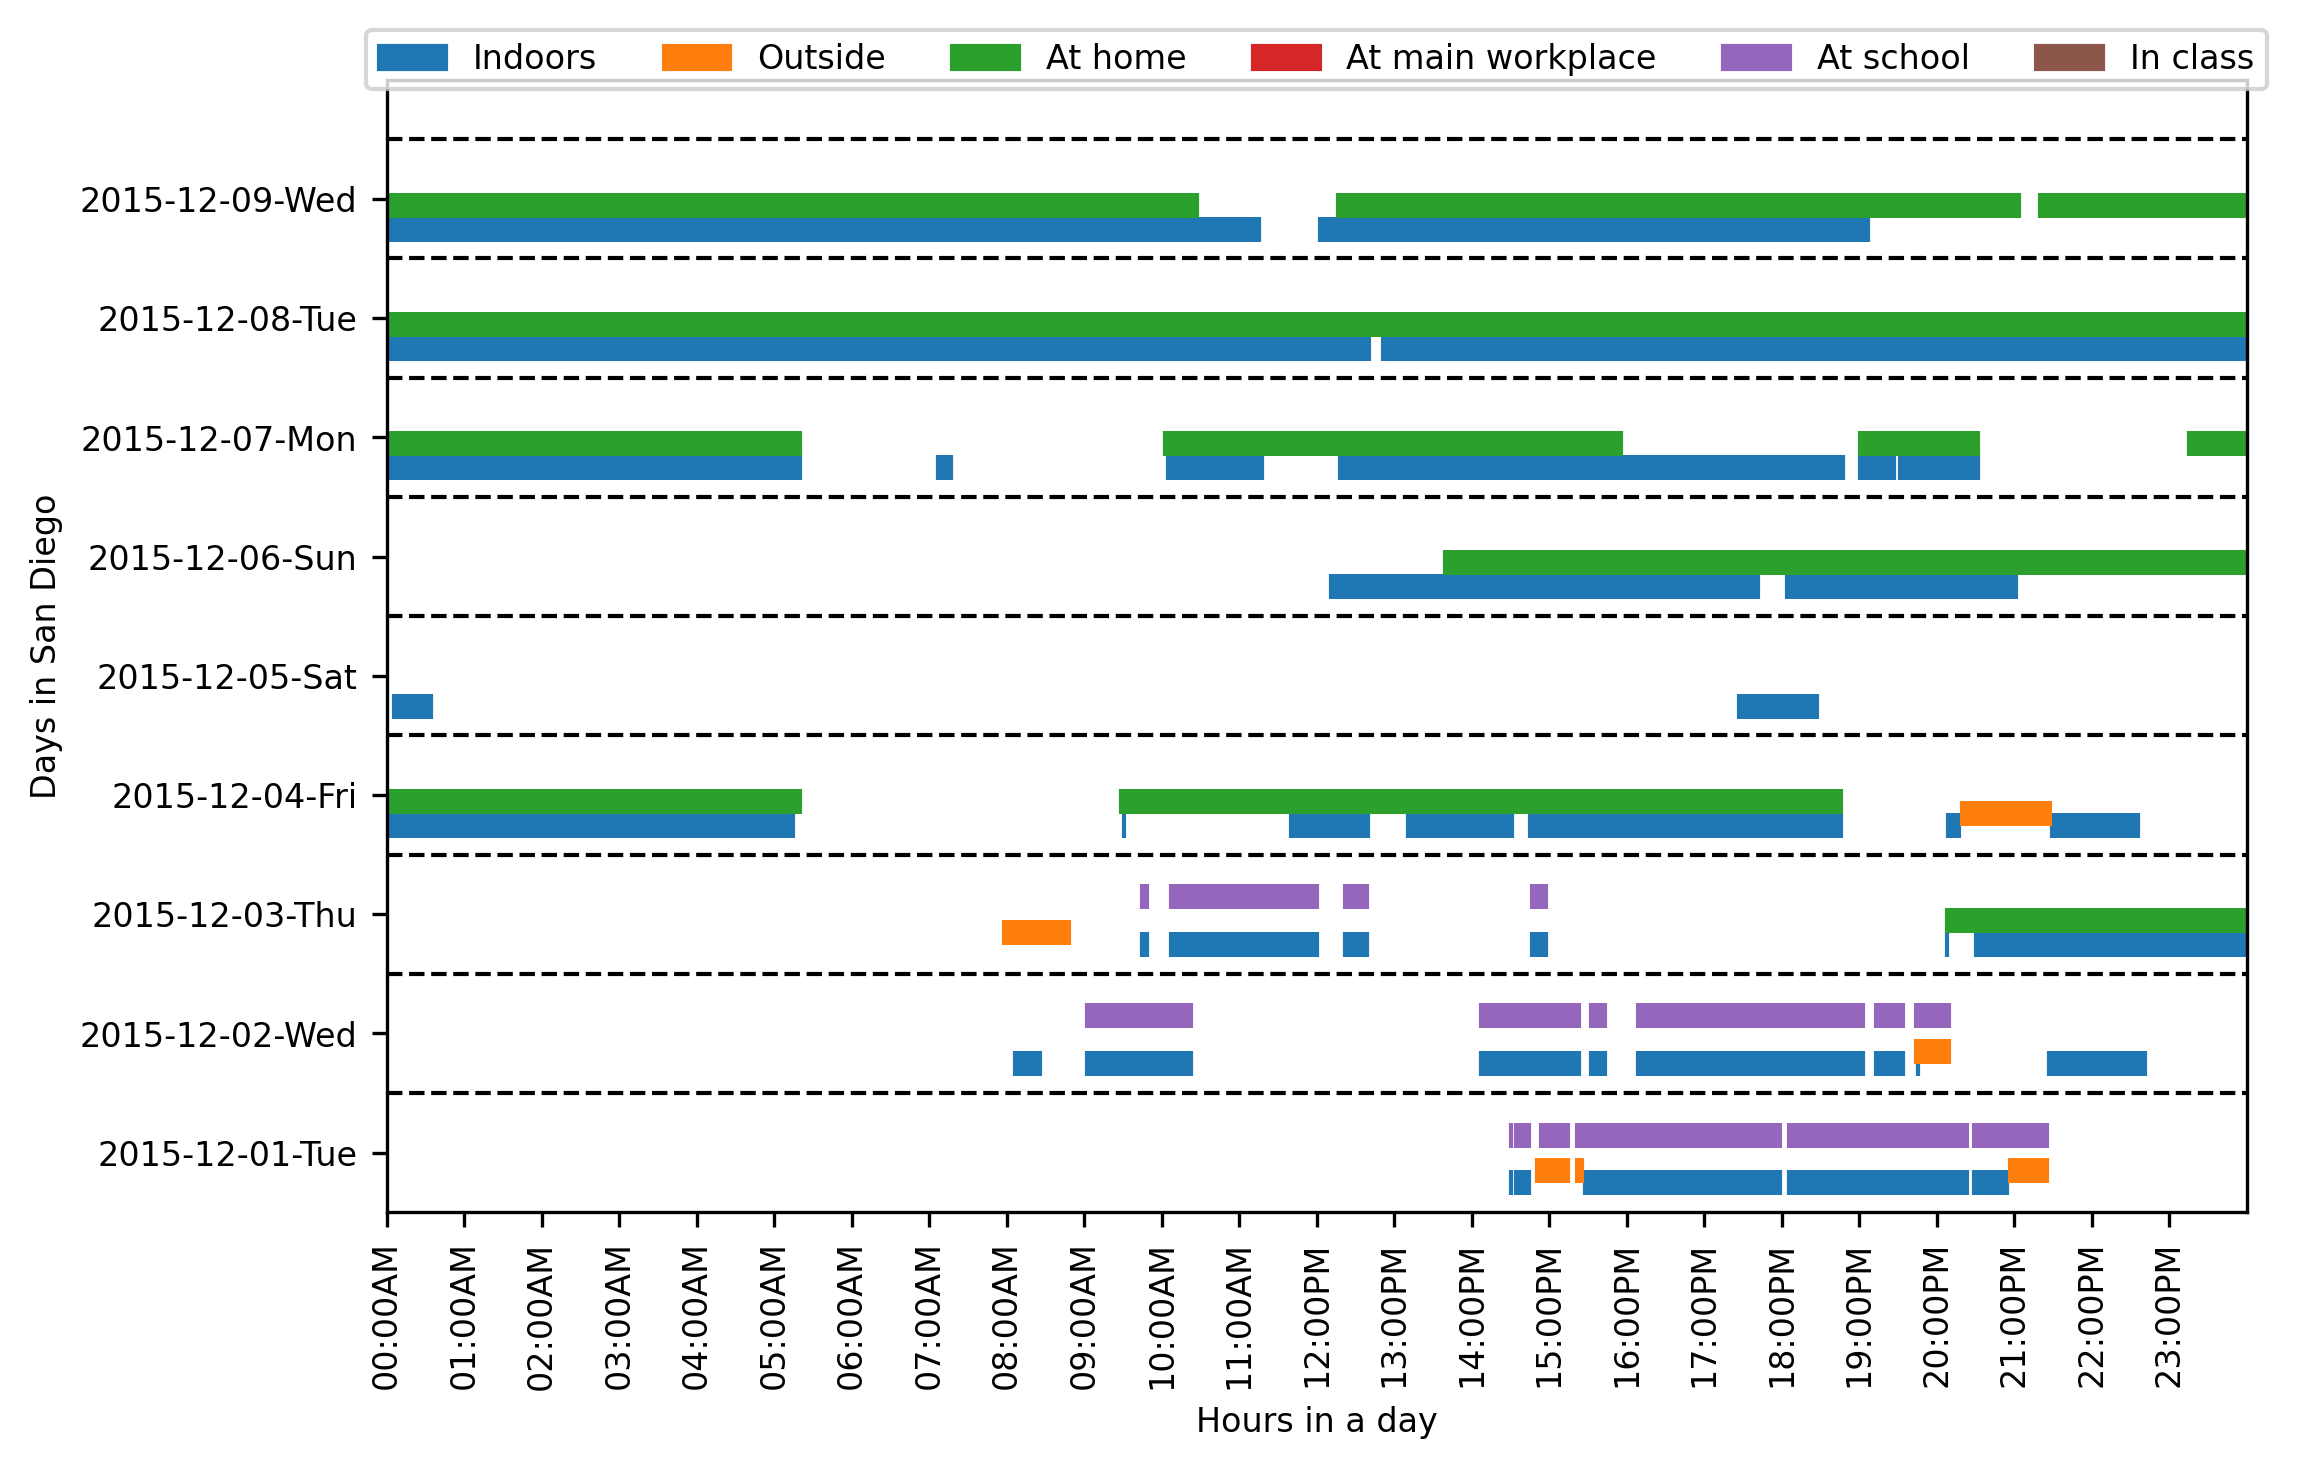 Indoors Outside At home At main workplace At school In class
2015-12-09-Wed
2015-12-08-Tue
2015-12-07-Mon
2015-12-06-Sun
2015-12-05-Sat
2015-12-04-Fri
2015-12-03-Thu
2015-12-02-Wed
2015-12-01-Tue
Days in San Diego
00:00AM
01:00AM
02:00AM
03:00AM
04:00AM
05:00AM
06:00AM
07:00AM
08:00AM
09:00AM
10:00AM
11:00AM
12:00PM
13:00PM
14:00PM
15:00PM
16:00PM
17:00PM
18:00PM
19:00PM
20:00PM
21:00PM
22:00PM
23:00PM
Hours in a day